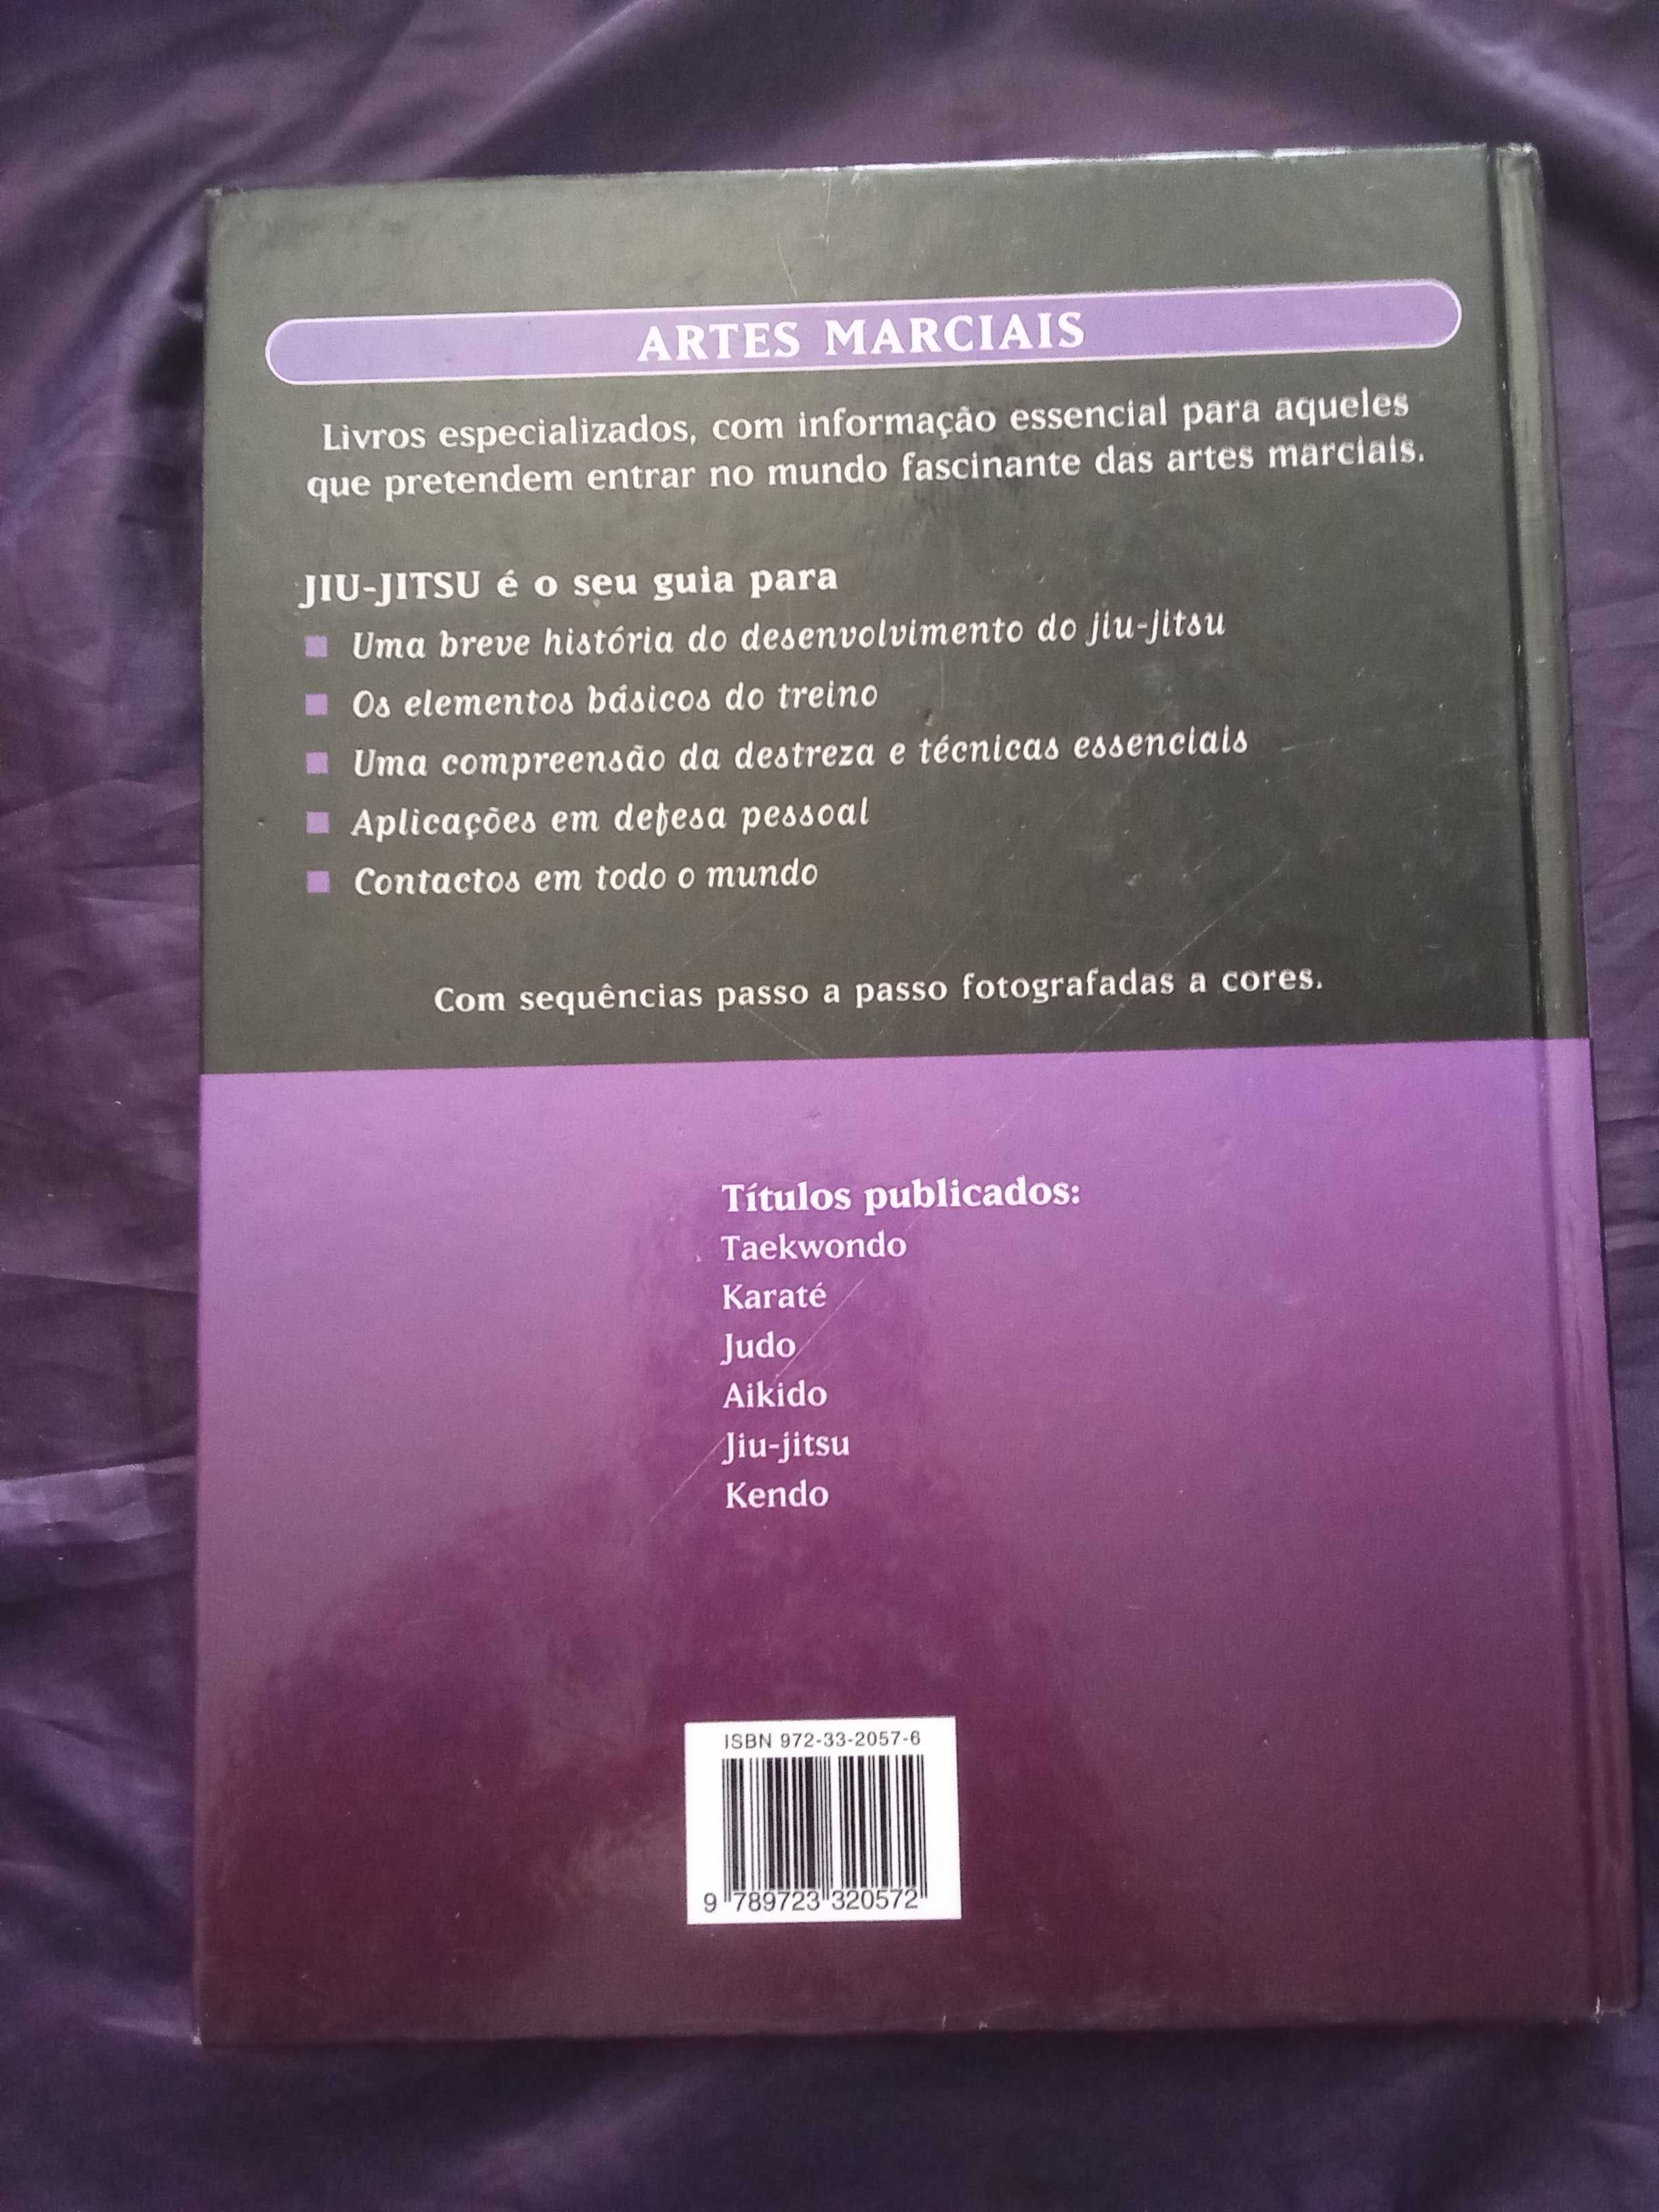 ARTES MARCIAIS
Livros especializados, com informação essencial para aqueles
que pretendem entrar no mundo fascinante das artes marciais.
JIU-JITSU é o seu guia para
Uma breve história do desenvolvimento do jiu-jitsu
Os elementos básicos do treino
Uma compreensão da destreza e técnicas essenciais
Aplicações em defesa pessoal
Contactos em todo o mundo
Com sequências passo a passo fotografadas a cores.
Títulos publicados:
Taekwondo
Karaté
Judo
Aikido
Jiu-jitsu
Kendo
ISBN 972-33-2057-6
9 789723 320572